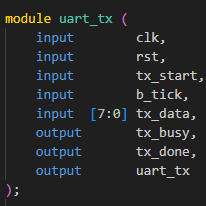 module uart_tx (
    input         clk,
    input         rst,
    input         tx_start,
    input         b_tick,
    input   [7:0] tx_data,
    output        tx_busy,
    output        tx_done,
    output        uart_tx
);